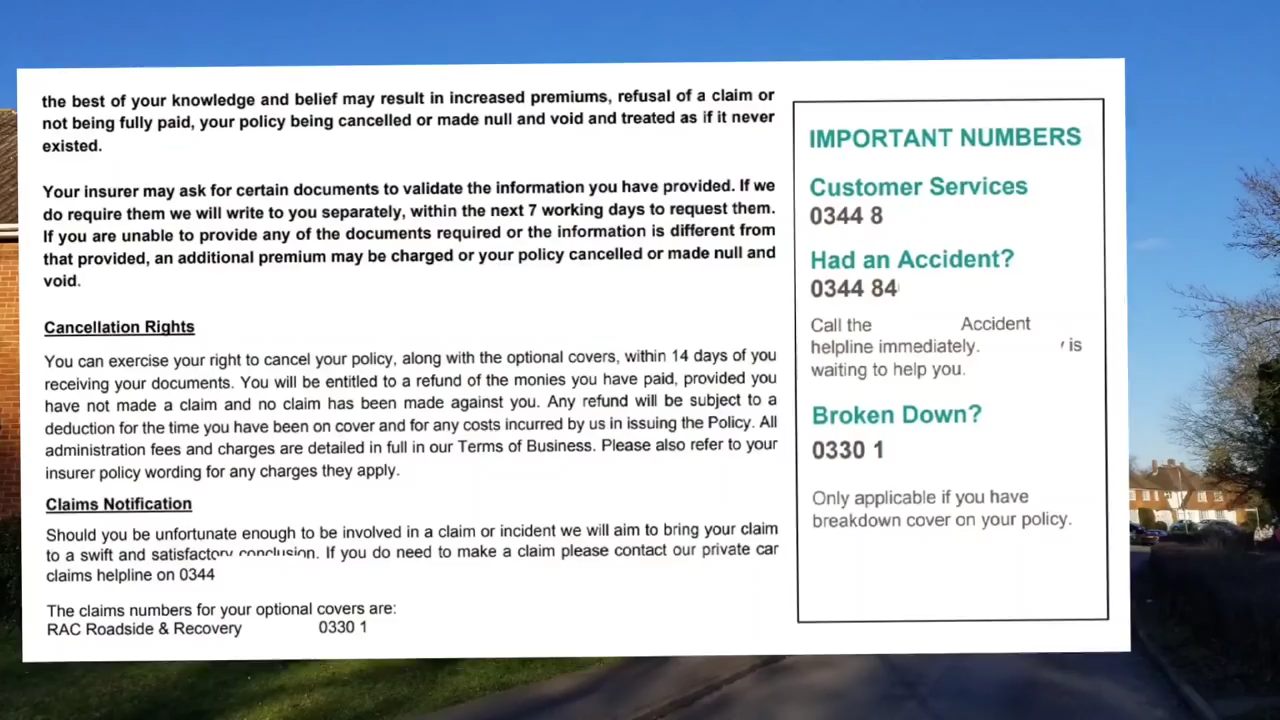 the best of your knowledge and belief may result in increased premiums, refusal of a claim or
not being fully paid, your policy being cancelled or made null and void and treated as if it never
existed.
Your insurer may ask for certain documents to validate the information you have provided. If we
do require them we will write to you separately, within the next 7 working days to request them.
If you are unable to provide any of the documents required or the information is different from
that provided, an additional premium may be charged or your policy cancelled or made null and
void.
Cancellation Rights
You can exercise your right to cancel your policy, along with the optional covers, within 14 days of you
receiving your documents. You will be entitled to a refund of the monies you have paid, provided you
have not made a claim and no claim has been made against you. Any refund will be subject to a
deduction for the time you have been on cover and for any costs incurred by us in issuing the Policy. All
administration fees and charges are detailed in full in our Terms of Business. Please also refer to your
insurer policy wording for any charges they apply.
Claims Notification
Should you be unfortunate enough to be involved in a claim or incident we will aim to bring your claim
to a swift and satisfactory conclusion. If you do need to make a claim please contact our private car
claims helpline on 0344
The claims numbers for your optional covers are:
RAC Roadside & Recovery 0330 1
IMPORTANT NUMBERS
Customer Services
0344 8
Had an Accident?
0344 84
Call the Accident
helpline immediately. is
waiting to help you.
Broken Down?
0330 1
Only applicable if you have
breakdown cover on your policy.